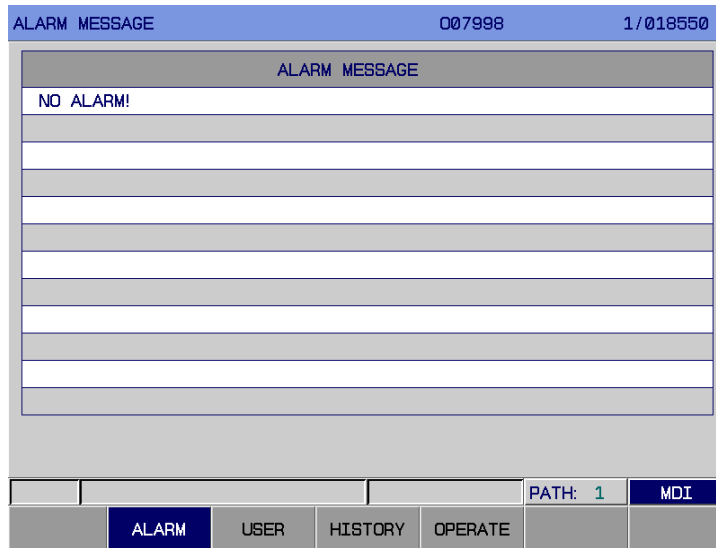 ALARM MESSAGE O07998 1/018550
ALARM MESSAGE
NO ALARM!
PATH: 1 MDI
ALARM USER HISTORY OPERATE